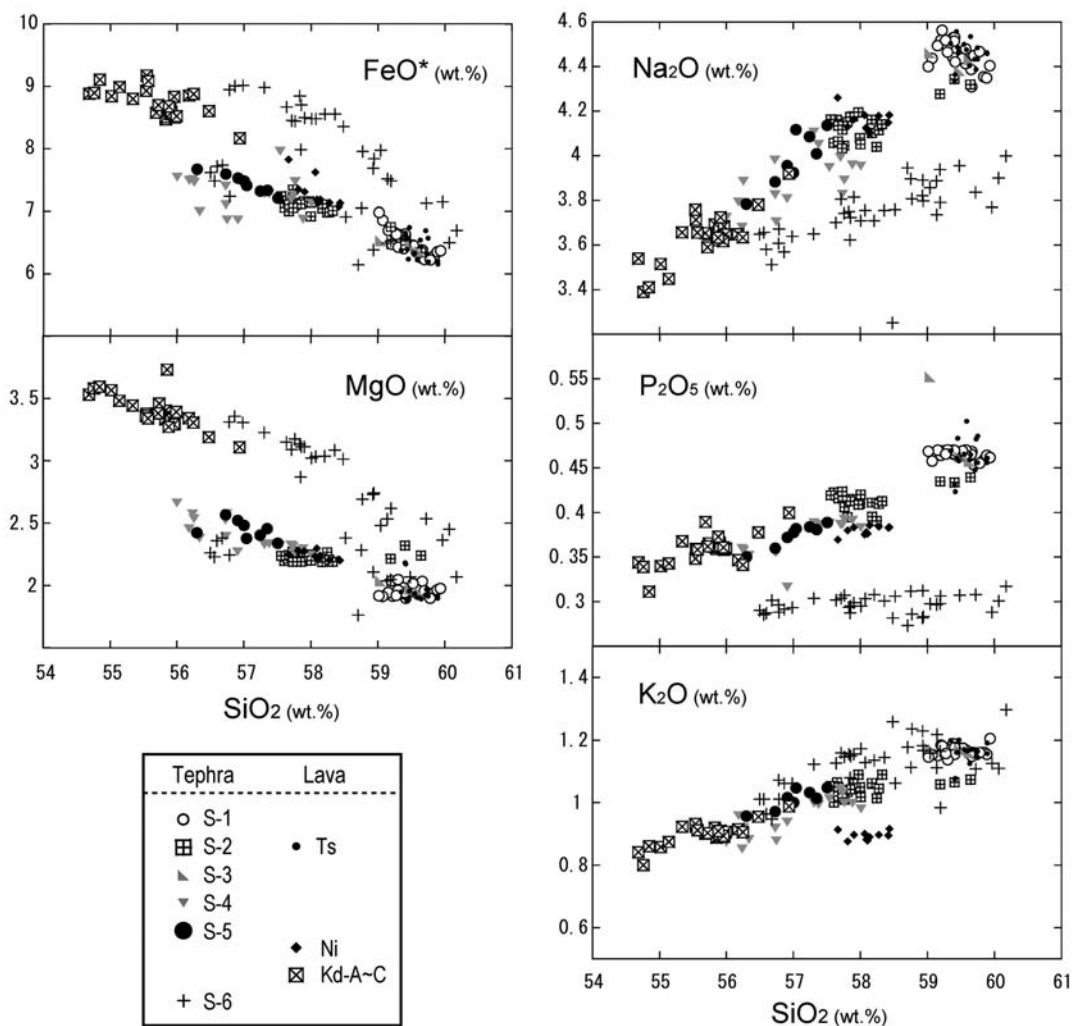 10
9
8
7
6
FeO* (wt.%)
3.5
3
2.5
2
MgO (wt.%)
54 55 56 57 58 59 60 61
SiO₂ (wt.%)
Tephra Lava
S-1
S-2 Ts
S-3
S-4
S-5
Ni
Kd-A~C
S-6
4.6
4.4
4.2
4
3.8
3.6
3.4
Na₂O (wt.%)
0.55
0.5
0.45
0.4
0.35
0.3
P₂O₅ (wt.%)
1.4
1.2
1
0.8
0.6
K₂O (wt.%)
54 55 56 57 58 59 60 61
SiO₂ (wt.%)